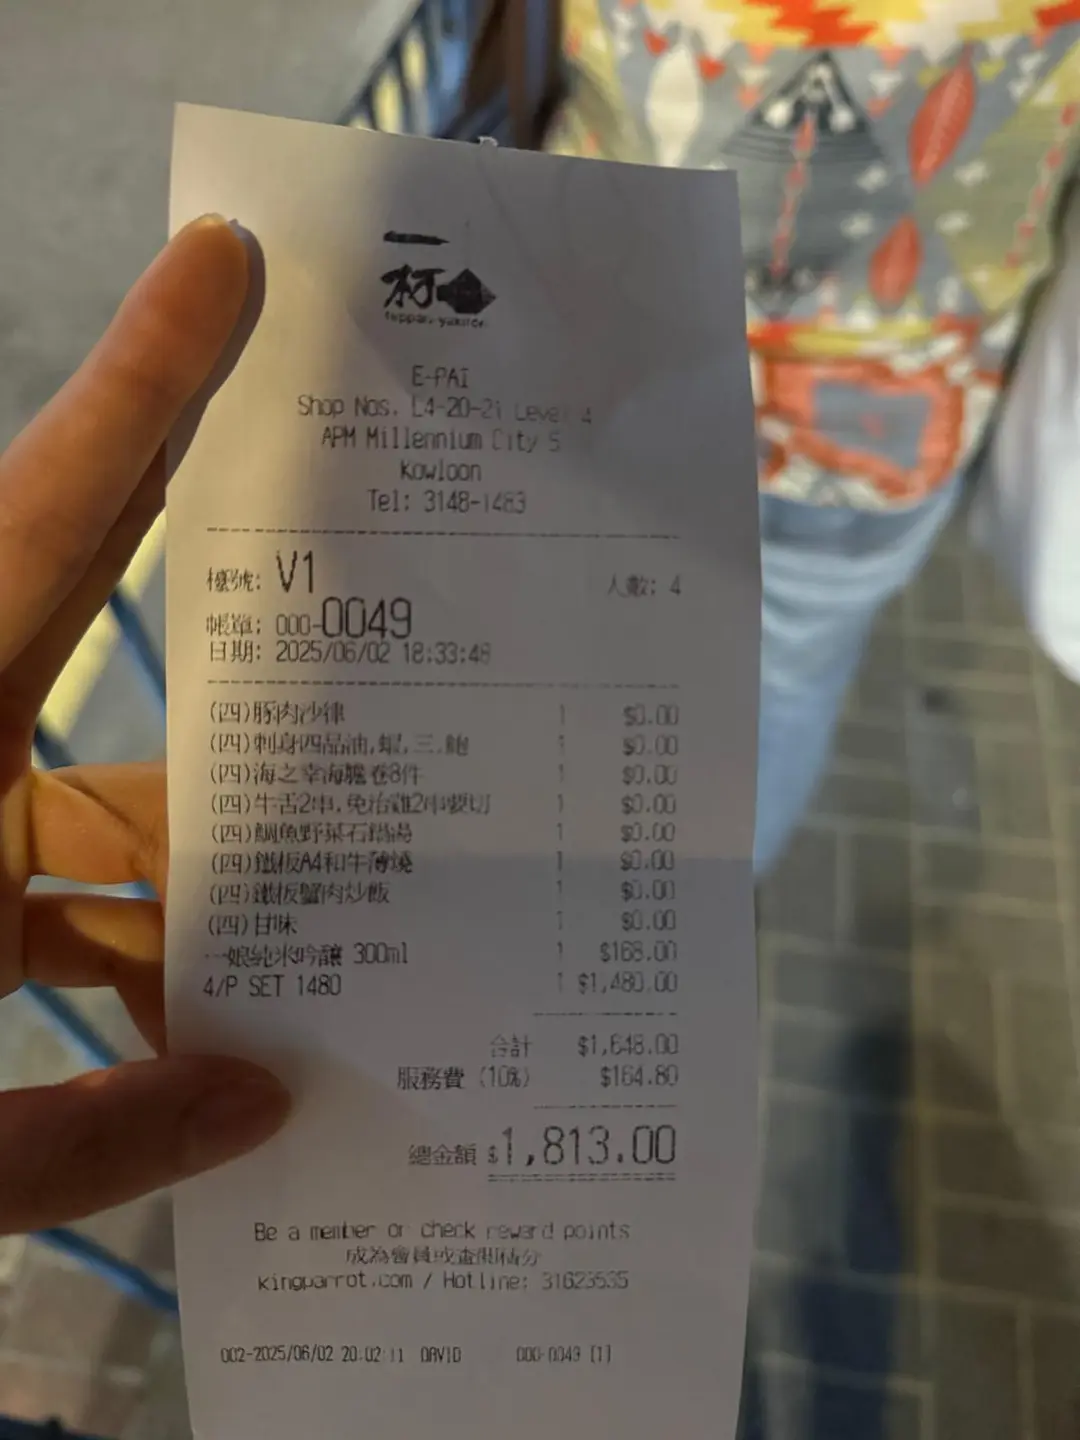 一
杯
teppan-yakitori
E-PAI
Shop Nos. L4-20-21 Level 4
APM Millennium City 5
Kowloon
Tel: 3148-1483
檯號: V1
人數: 4
帳單: 000-0049
日期: 2025/06/02 18:33:48
(四)豚肉沙律 1 $0.00
(四)刺身四品油,蝦,三,鮑 1 $0.00
(四)海之幸海膽卷8件 1 $0.00
(四)牛舌2串,免治雞2串要切 1 $0.00
(四)鯛魚野菜石鍋湯 1 $0.00
(四)鐵板A4和牛薄燒 1 $0.00
(四)鐵板蟹肉炒飯 1 $0.00
(四)甘味 1 $0.00
一娘純米吟釀 300ml 1 $168.00
4/P SET 1480 1 $1,480.00
合計 $1,648.00
服務費 (10%) $164.80
總金額 $1,813.00
Be a member or check reward points
成為會員或查閱積分
kingparrot.com / Hotline: 31623535
002-2025/06/02 20:02:11 DAVID 000-0049 [1]